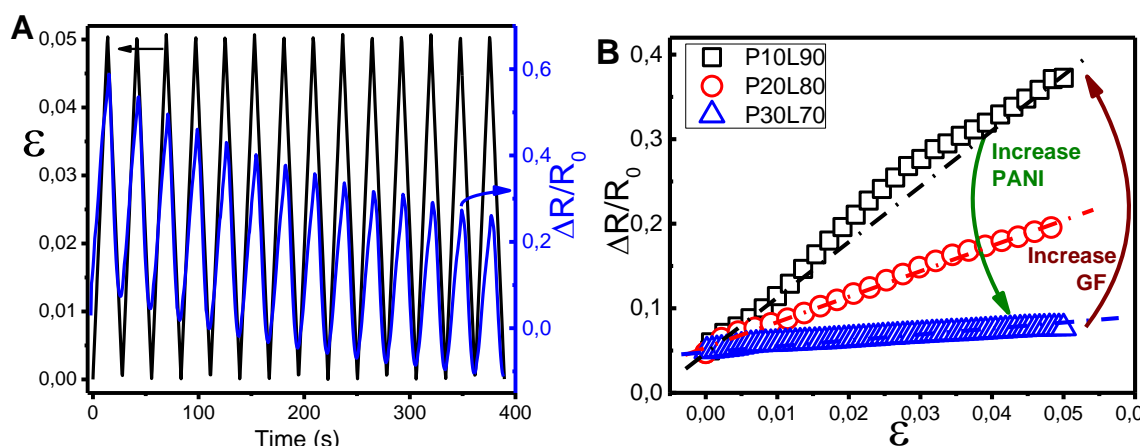 A
0,05
0,04
0,03
0,02
0,01
0,00
ε
0 100 200 300 400
Time (s)
0,6
0,4
0,2
0,0
ΔR/R0
B
0,4
0,3
0,2
0,1
0,0
ΔR/R0
P10L90
P20L80
P30L70
Increase
PANI
Increase
GF
0,00 0,01 0,02 0,03 0,04 0,05
ε